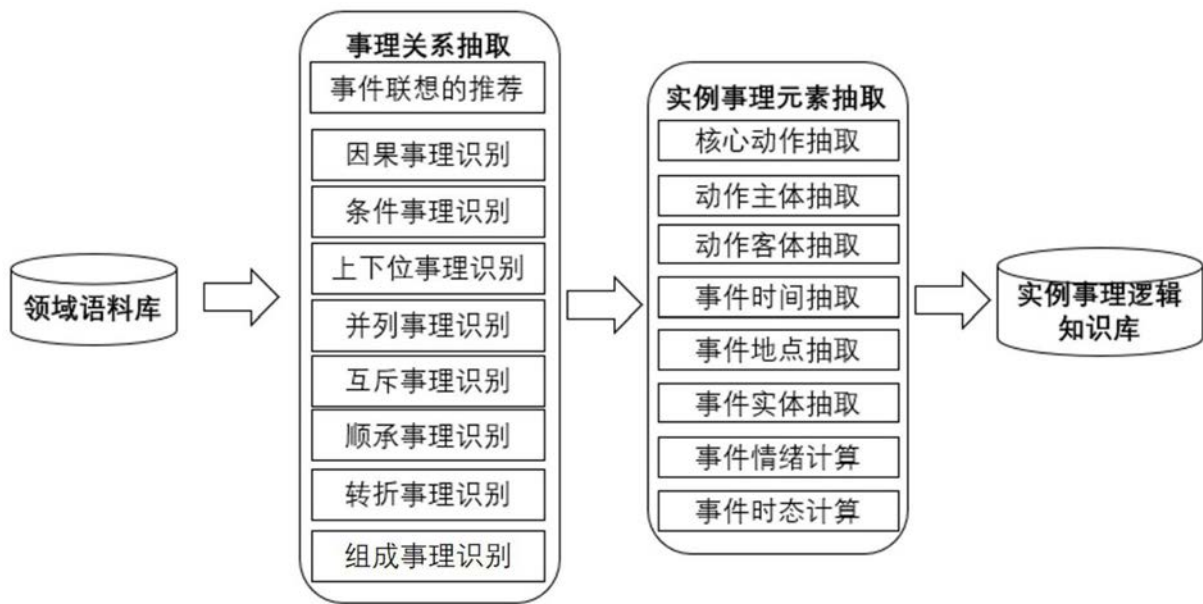 领域语料库
事理关系抽取
事件联想的推荐
因果事理识别
条件事理识别
上下位事理识别
并列事理识别
互斥事理识别
顺承事理识别
转折事理识别
组成事理识别
实例事理元素抽取
核心动作抽取
动作主体抽取
动作客体抽取
事件时间抽取
事件地点抽取
事件实体抽取
事件情绪计算
事件时态计算
实例事理逻辑
知识库